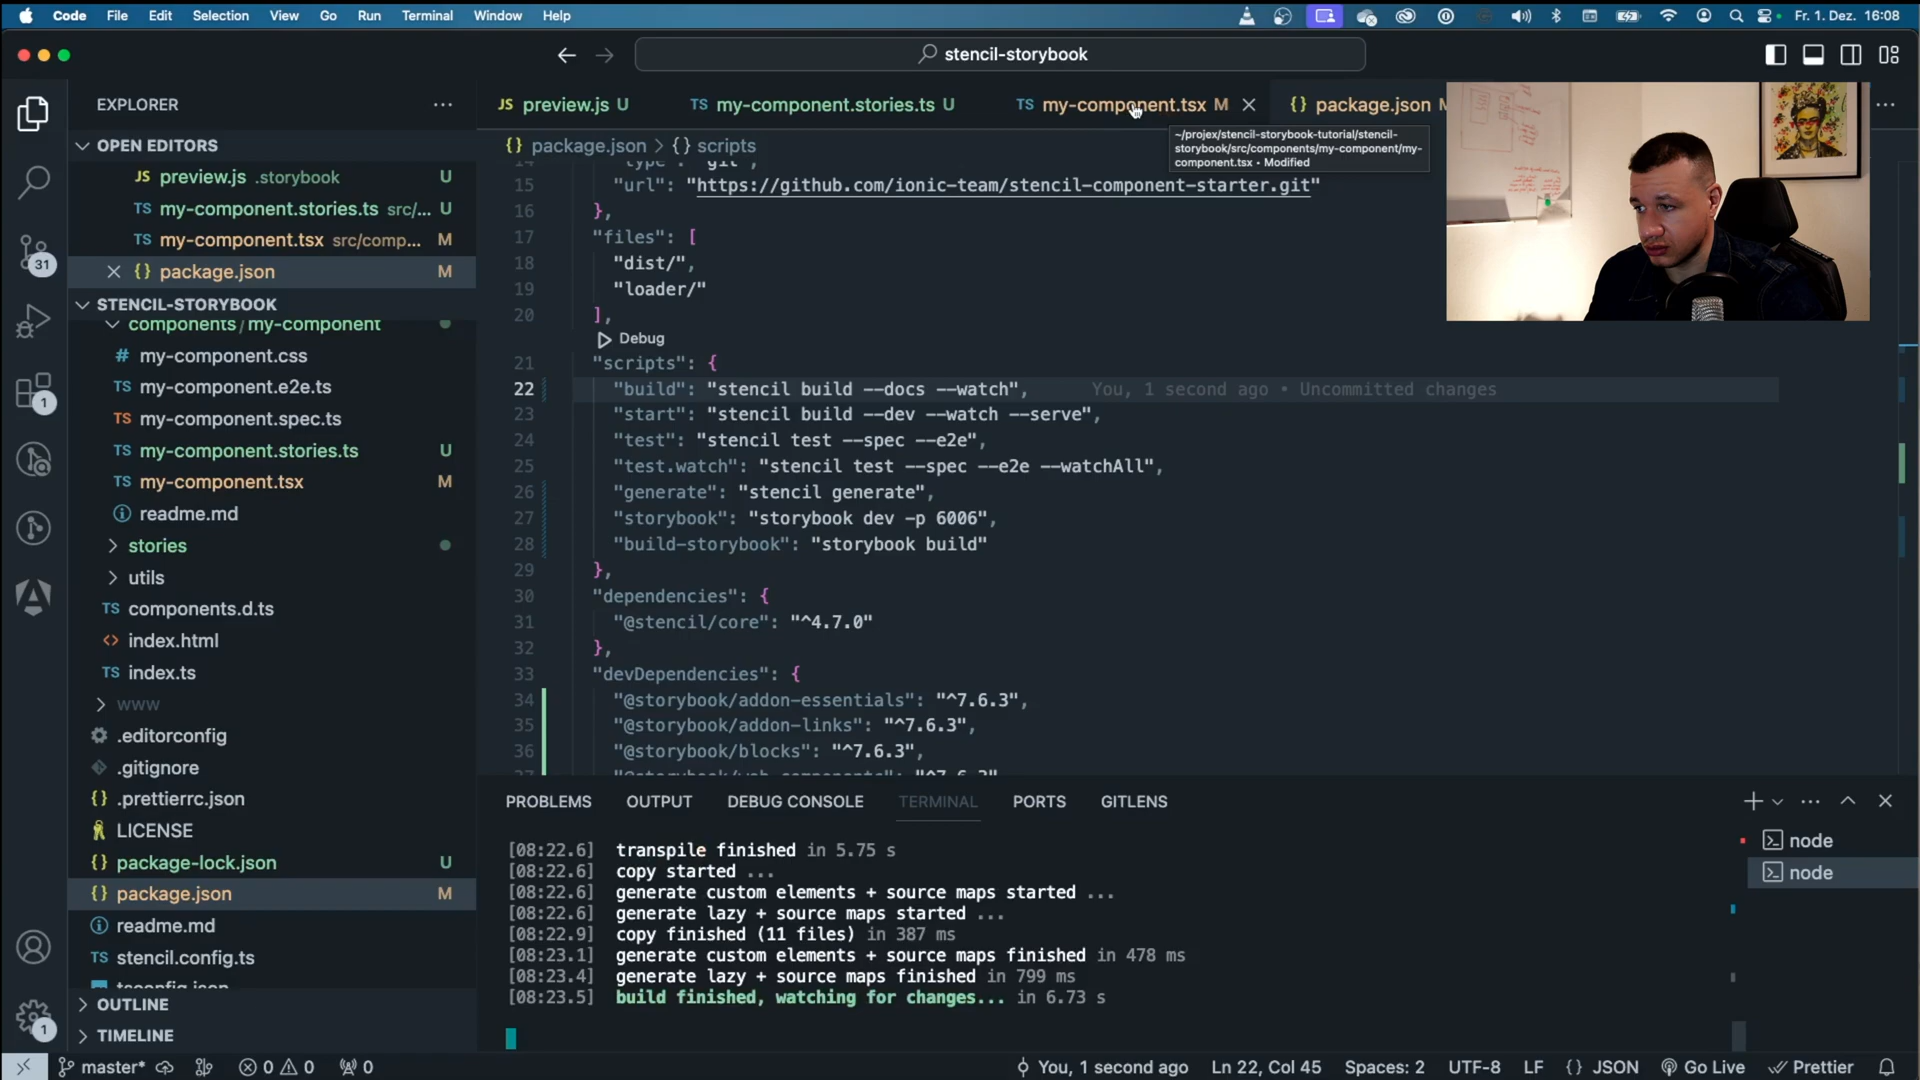 Code File Edit Selection View Go Run Terminal Window Help
Fr. 1. Dez. 16:08
stencil-storybook
EXPLORER
OPEN EDITORS
JS preview.js .storybook U
TS my-component.stories.ts src/... U
TS my-component.tsx src/comp... M
{} package.json M
STENCIL-STORYBOOK
components/my-component
# my-component.css
TS my-component.e2e.ts
TS my-component.spec.ts
TS my-component.stories.ts U
TS my-component.tsx M
readme.md
stories
utils
TS components.d.ts
<> index.html
TS index.ts
www
.editorconfig
.gitignore
{} .prettierrc.json
LICENSE
{} package-lock.json U
{} package.json M
readme.md
TS stencil.config.ts
tsconfig.json
OUTLINE
TIMELINE
31
1
1
JS preview.js U TS my-component.stories.ts U TS my-component.tsx M {} package.json M
{} package.json > {} scripts
~/projex/stencil-storybook-tutorial/stencil-
storybook/src/components/my-component/my-
component.tsx • Modified
14 "type": "git",
15 "url": "https://github.com/ionic-team/stencil-component-starter.git"
16 },
17 "files": [
18 "dist/",
19 "loader/"
20 ],
Debug
21 "scripts": {
22 "build": "stencil build --docs --watch", You, 1 second ago • Uncommitted changes
23 "start": "stencil build --dev --watch --serve",
24 "test": "stencil test --spec --e2e",
25 "test.watch": "stencil test --spec --e2e --watchAll",
26 "generate": "stencil generate",
27 "storybook": "storybook dev -p 6006",
28 "build-storybook": "storybook build"
29 },
30 "dependencies": {
31 "@stencil/core": "^4.7.0"
32 },
33 "devDependencies": {
34 "@storybook/addon-essentials": "^7.6.3",
35 "@storybook/addon-links": "^7.6.3",
36 "@storybook/blocks": "^7.6.3",
37 "@storybook/web-components": "^7.6.3"
PROBLEMS OUTPUT DEBUG CONSOLE TERMINAL PORTS GITLENS
[08:22.6] transpile finished in 5.75 s
[08:22.6] copy started ...
[08:22.6] generate custom elements + source maps started ...
[08:22.6] generate lazy + source maps started ...
[08:22.9] copy finished (11 files) in 387 ms
[08:23.1] generate custom elements + source maps finished in 478 ms
[08:23.4] generate lazy + source maps finished in 799 ms
[08:23.5] build finished, watching for changes... in 6.73 s
node
node
master* 0 0 0 You, 1 second ago Ln 22, Col 45 Spaces: 2 UTF-8 LF {} JSON Go Live Prettier